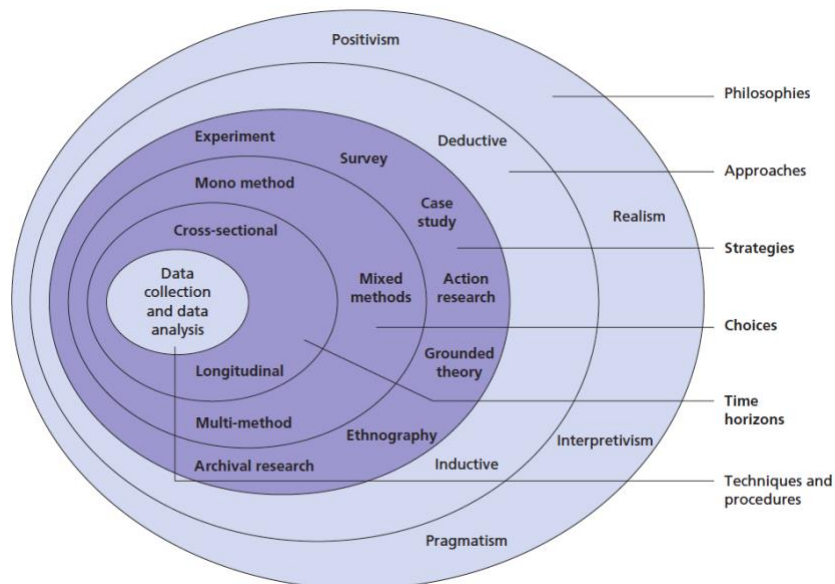 Positivism
Philosophies
Experiment
Deductive
Survey
Approaches
Mono method
Case
study
Realism
Cross-sectional
Strategies
Data
collection
and data
analysis
Mixed
methods
Action
research
Choices
Grounded
theory
Longitudinal
Time
horizons
Multi-method
Ethnography
Interpretivism
Archival research
Inductive
Techniques and
procedures
Pragmatism